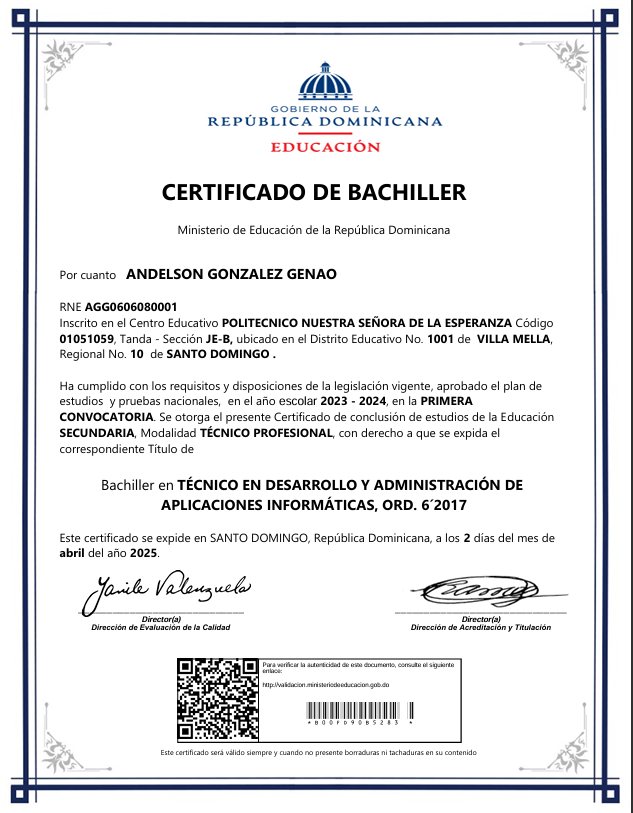 GOBIERNO DE LA
REPÚBLICA DOMINICANA
EDUCACIÓN
CERTIFICADO DE BACHILLER
Ministerio de Educación de la República Dominicana
Por cuanto ANDELSON GONZALEZ GENAO
RNE AGG0606080001
Inscrito en el Centro Educativo POLITECNICO NUESTRA SEÑORA DE LA ESPERANZA Código
01051059, Tanda - Sección JE-B, ubicado en el Distrito Educativo No. 1001 de VILLA MELLA,
Regional No. 10 de SANTO DOMINGO .
Ha cumplido con los requisitos y disposiciones de la legislación vigente, aprobado el plan de
estudios y pruebas nacionales, en el año escolar 2023 - 2024, en la PRIMERA
CONVOCATORIA. Se otorga el presente Certificado de conclusión de estudios de la Educación
SECUNDARIA, Modalidad TÉCNICO PROFESIONAL, con derecho a que se expida el
correspondiente Título de
Bachiller en TÉCNICO EN DESARROLLO Y ADMINISTRACIÓN DE
APLICACIONES INFORMÁTICAS, ORD. 6´2017
Este certificado se expide en SANTO DOMINGO, República Dominicana, a los 2 días del mes de
abril del año 2025.
Yanile Valenzuela
Director(a)
Dirección de Evaluación de la Calidad
Director(a)
Dirección de Acreditación y Titulación
Para verificar la autenticidad de este documento, consulte el siguiente
enlace:
http://validacion.ministeriodeeducacion.gob.do
*B00F690B5283 *
Este certificado será válido siempre y cuando no presente borraduras ni tachaduras en su contenido